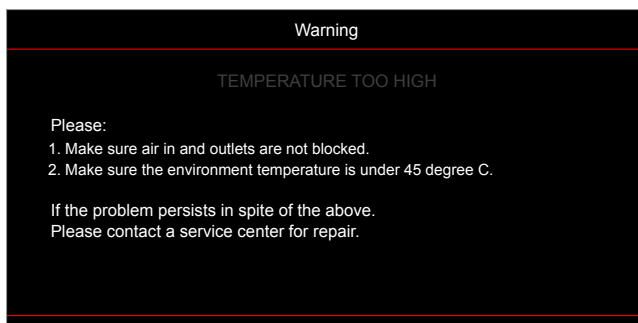 Warning
TEMPERATURE TOO HIGH
Please:
1. Make sure air in and outlets are not blocked.
2. Make sure the environment temperature is under 45 degree C.
If the problem persists in spite of the above.
Please contact a service center for repair.